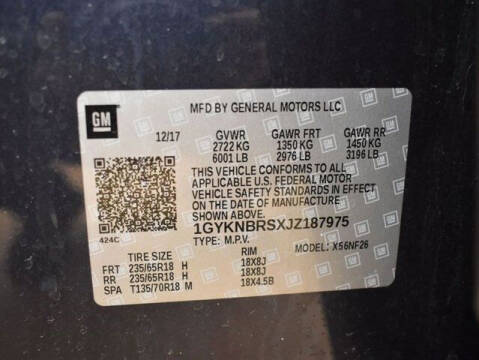 GM
MFD BY GENERAL MOTORS LLC
12/17 GVWR GAWR FRT GAWR RR
2722 KG 1350 KG 1450 KG
6001 LB 2976 LB 3196 LB
THIS VEHICLE CONFORMS TO ALL
APPLICABLE U.S. FEDERAL MOTOR
VEHICLE SAFETY STANDARDS IN EFFECT
ON THE DATE OF MANUFACTURE SHOWN ABOVE.
1GYKNBRSXJZ187975
424C TYPE: M.P.V. MODEL: X56NF26
TIRE SIZE RIM
FRT 235/65R18 H 18X8J
RR 235/65R18 H 18X8J
SPA T135/70R18 M 18X4.5B